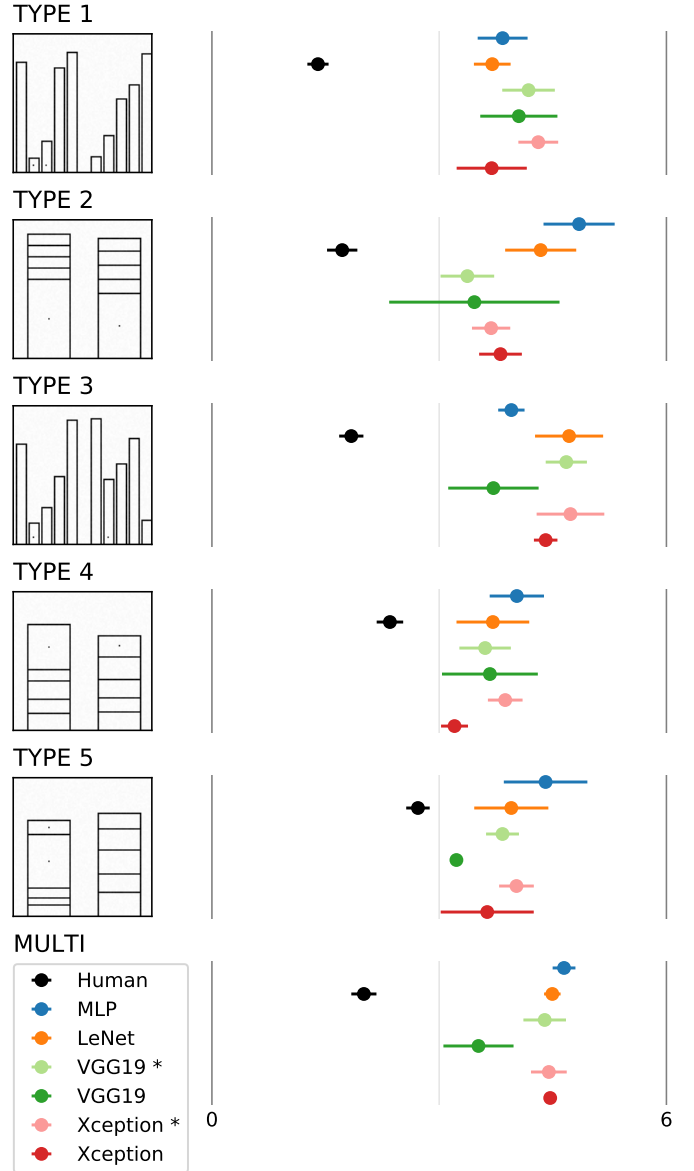 TYPE 1
TYPE 2
TYPE 3
TYPE 4
TYPE 5
MULTI
Human
MLP
LeNet
VGG19 *
VGG19
Xception *
Xception
0 6